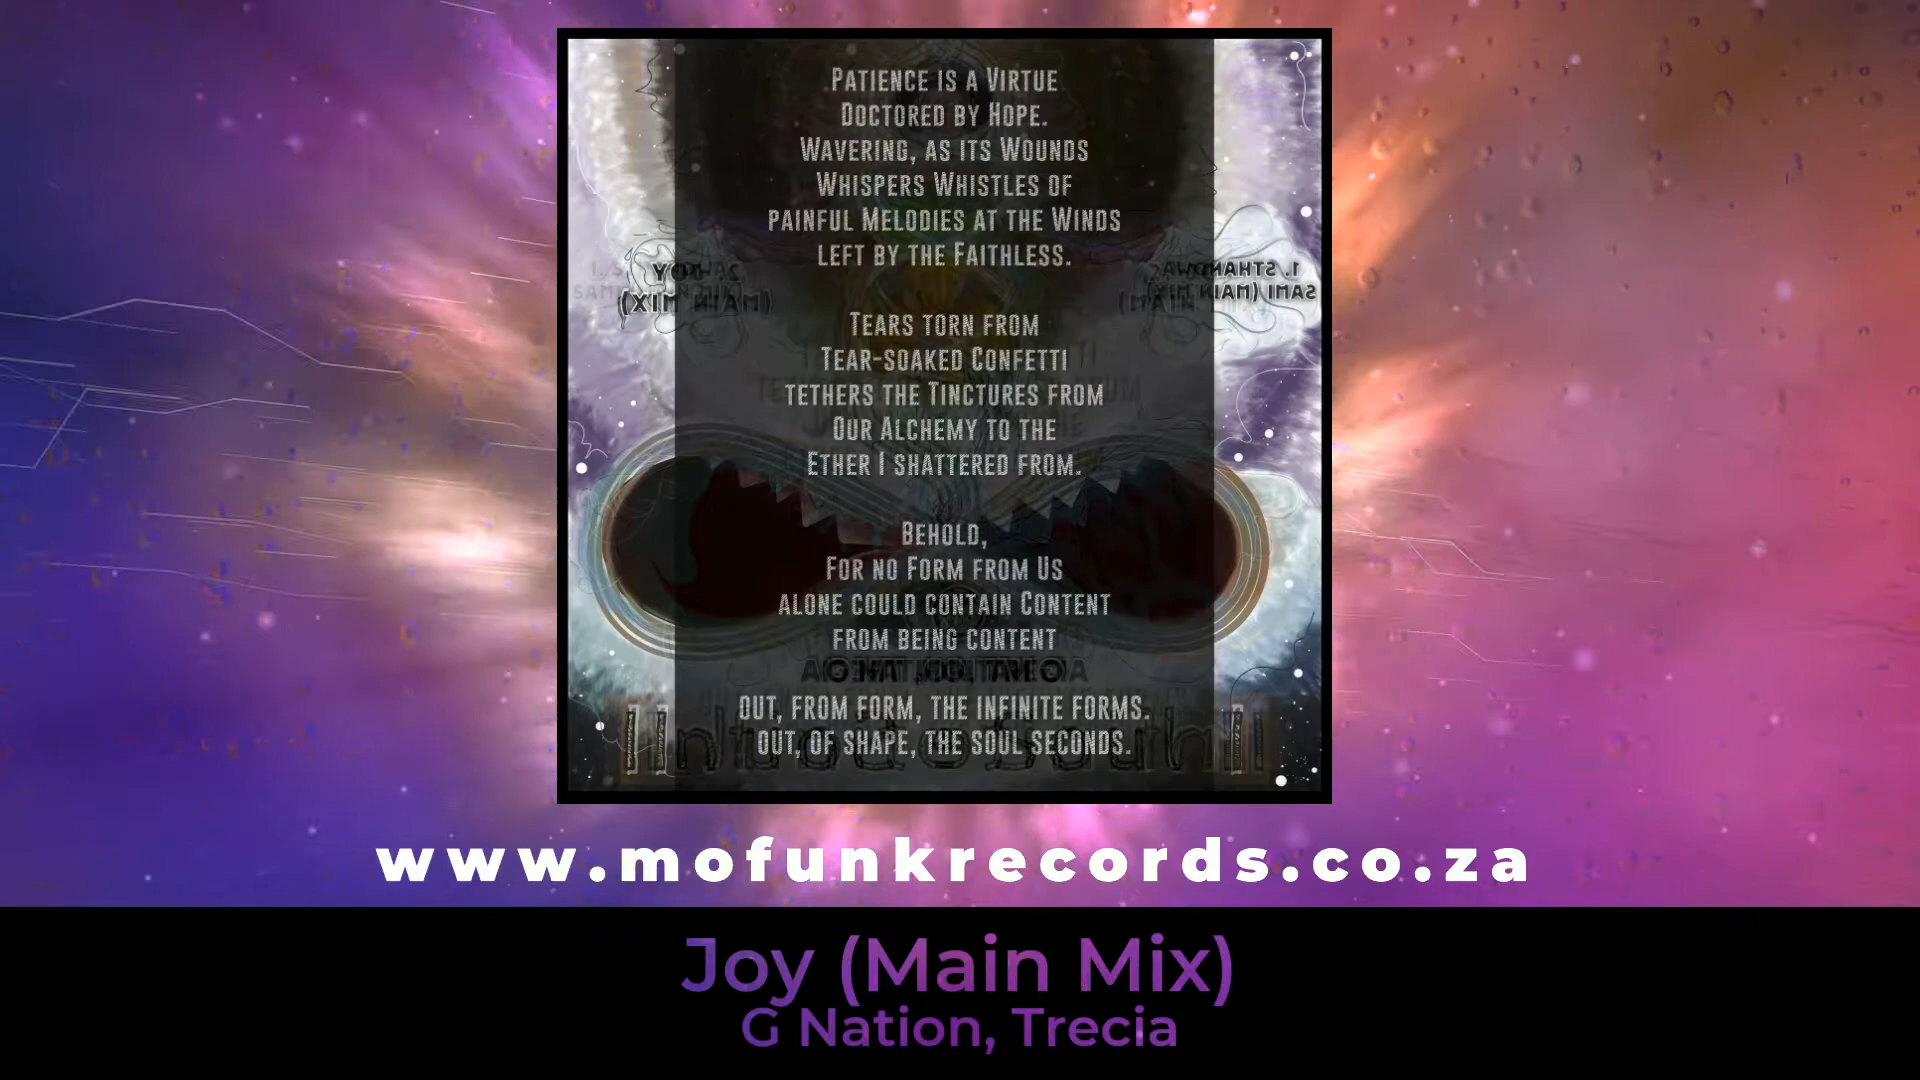 Patience is a Virtue
Doctored by Hope.
Wavering, as its Wounds
Whispers Whistles of
painful Melodies at the Winds
left by the Faithless.
Tears torn from
Tear-soaked Confetti
tethers the Tinctures from
Our Alchemy to the
Ether I shattered from.
Behold,
For no Form from Us
alone could contain Content
from being content
out, from form, the infinite forms.
out, of shape, the soul seconds.
www.mofunkrecords.co.za
Joy (Main Mix)
G Nation, Trecia